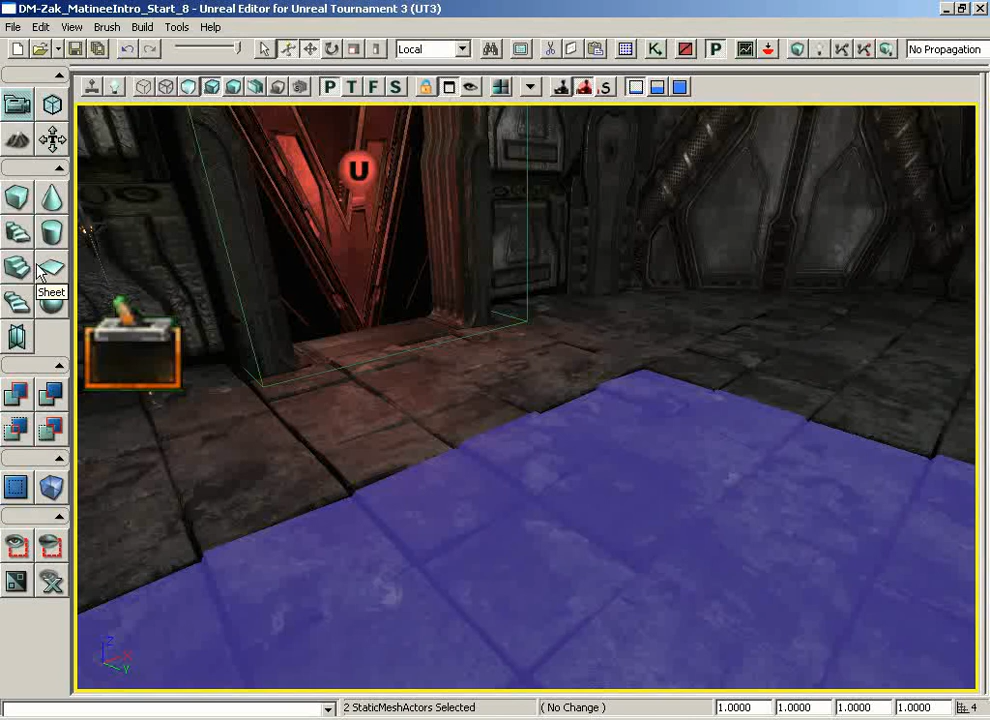 DM-Zak_MatineeIntro_Start_8 - Unreal Editor for Unreal Tournament 3 (UT3)
File Edit View Brush Build Tools Help
Local P No Propagation
P T F S S
U
Sheet
Z X Y
2 StaticMeshActors Selected ( No Change ) 1.0000 1.0000 1.0000 1.0000 4